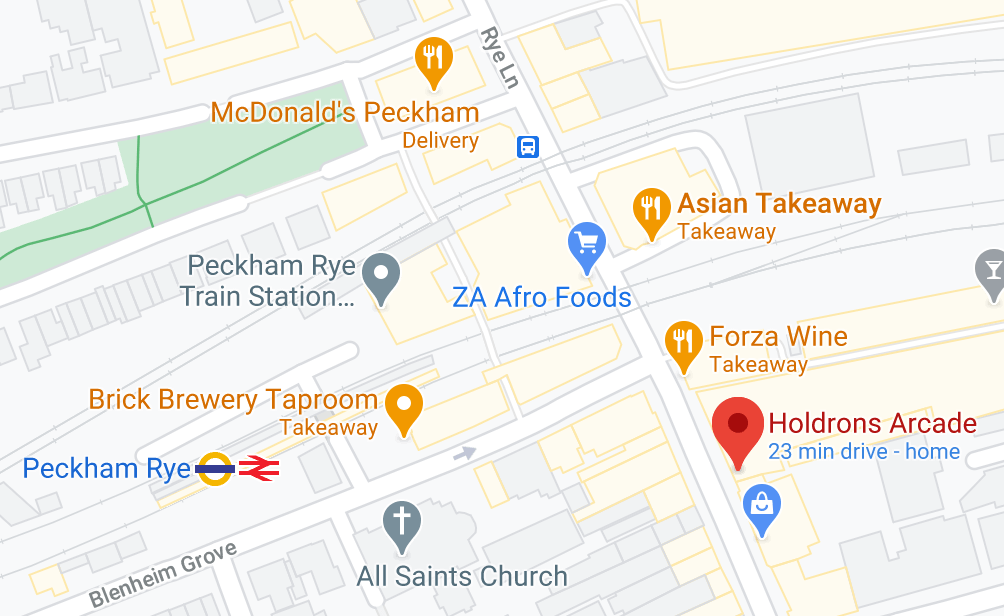 Rye Ln
McDonald's Peckham
Delivery
Asian Takeaway
Takeaway
Peckham Rye
Train Station...
ZA Afro Foods
Forza Wine
Takeaway
Brick Brewery Taproom
Takeaway
Holdrons Arcade
23 min drive - home
Peckham Rye
Blenheim Grove
All Saints Church